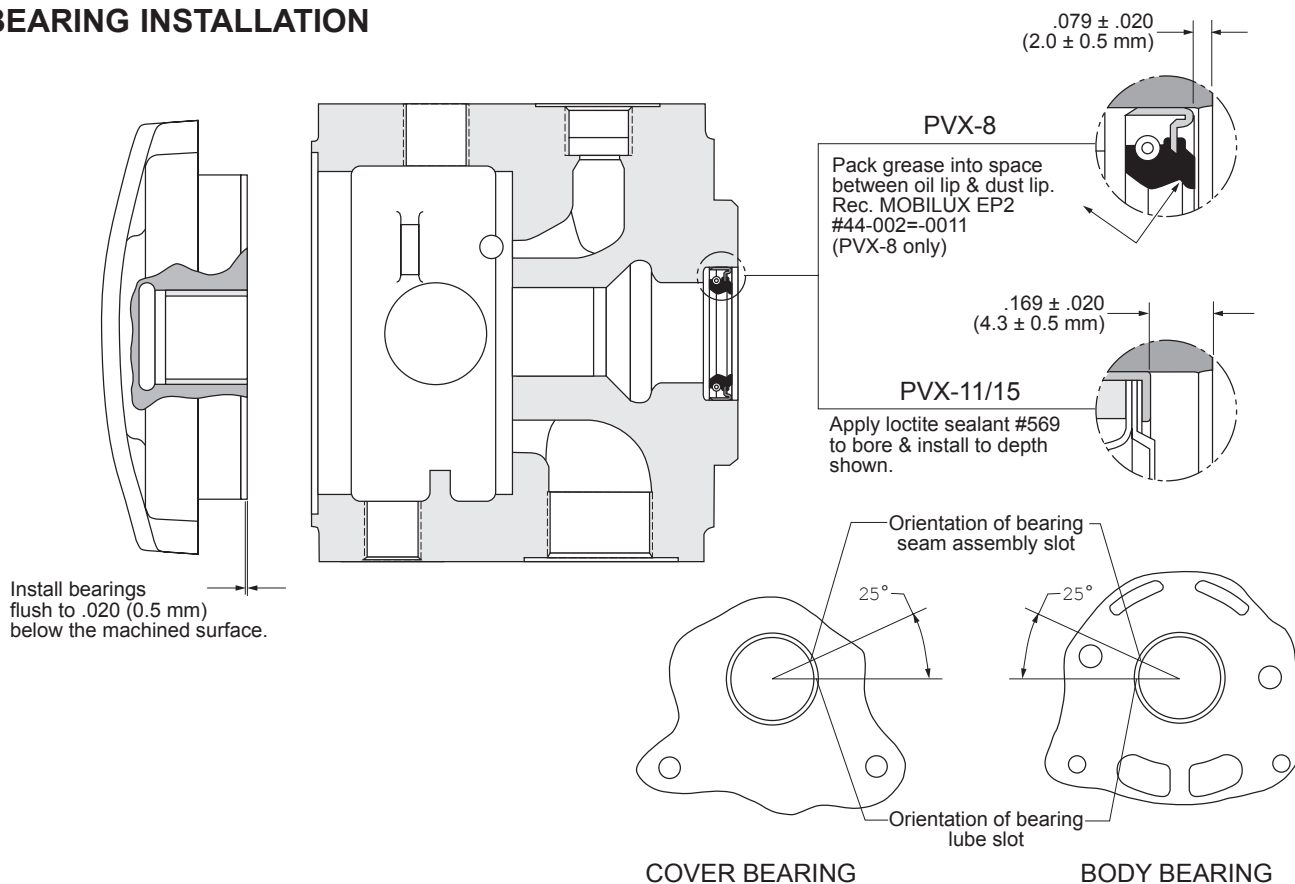 BEARING INSTALLATION
.079 ± .020
(2.0 ± 0.5 mm)
PVX-8
Pack grease into space
between oil lip & dust lip.
Rec. MOBILUX EP2
#44-002=-0011
(PVX-8 only)
.169 ± .020
(4.3 ± 0.5 mm)
PVX-11/15
Apply loctite sealant #569
to bore & install to depth
shown.
Install bearings
flush to .020 (0.5 mm)
below the machined surface.
Orientation of bearing
seam assembly slot
25°
25°
Orientation of bearing
lube slot
COVER BEARING
BODY BEARING